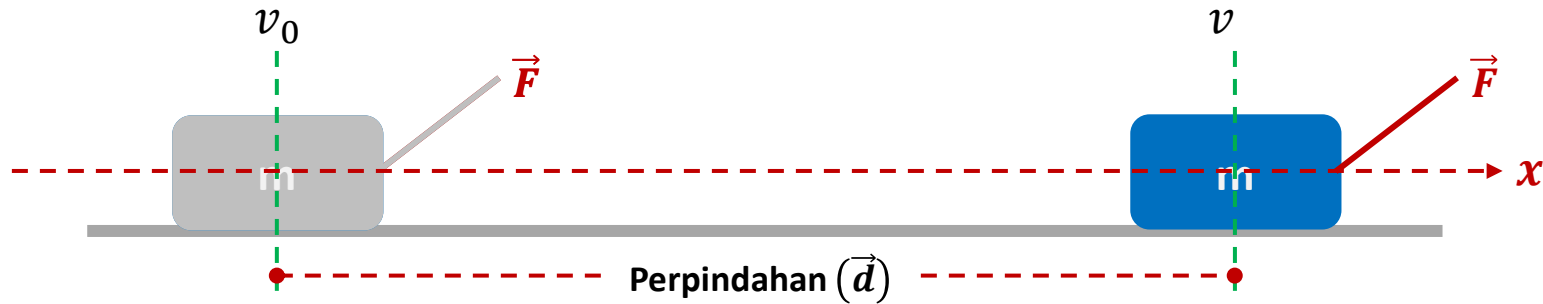 v₀ v
F⃗ F⃗
m m x
Perpindahan (d⃗)